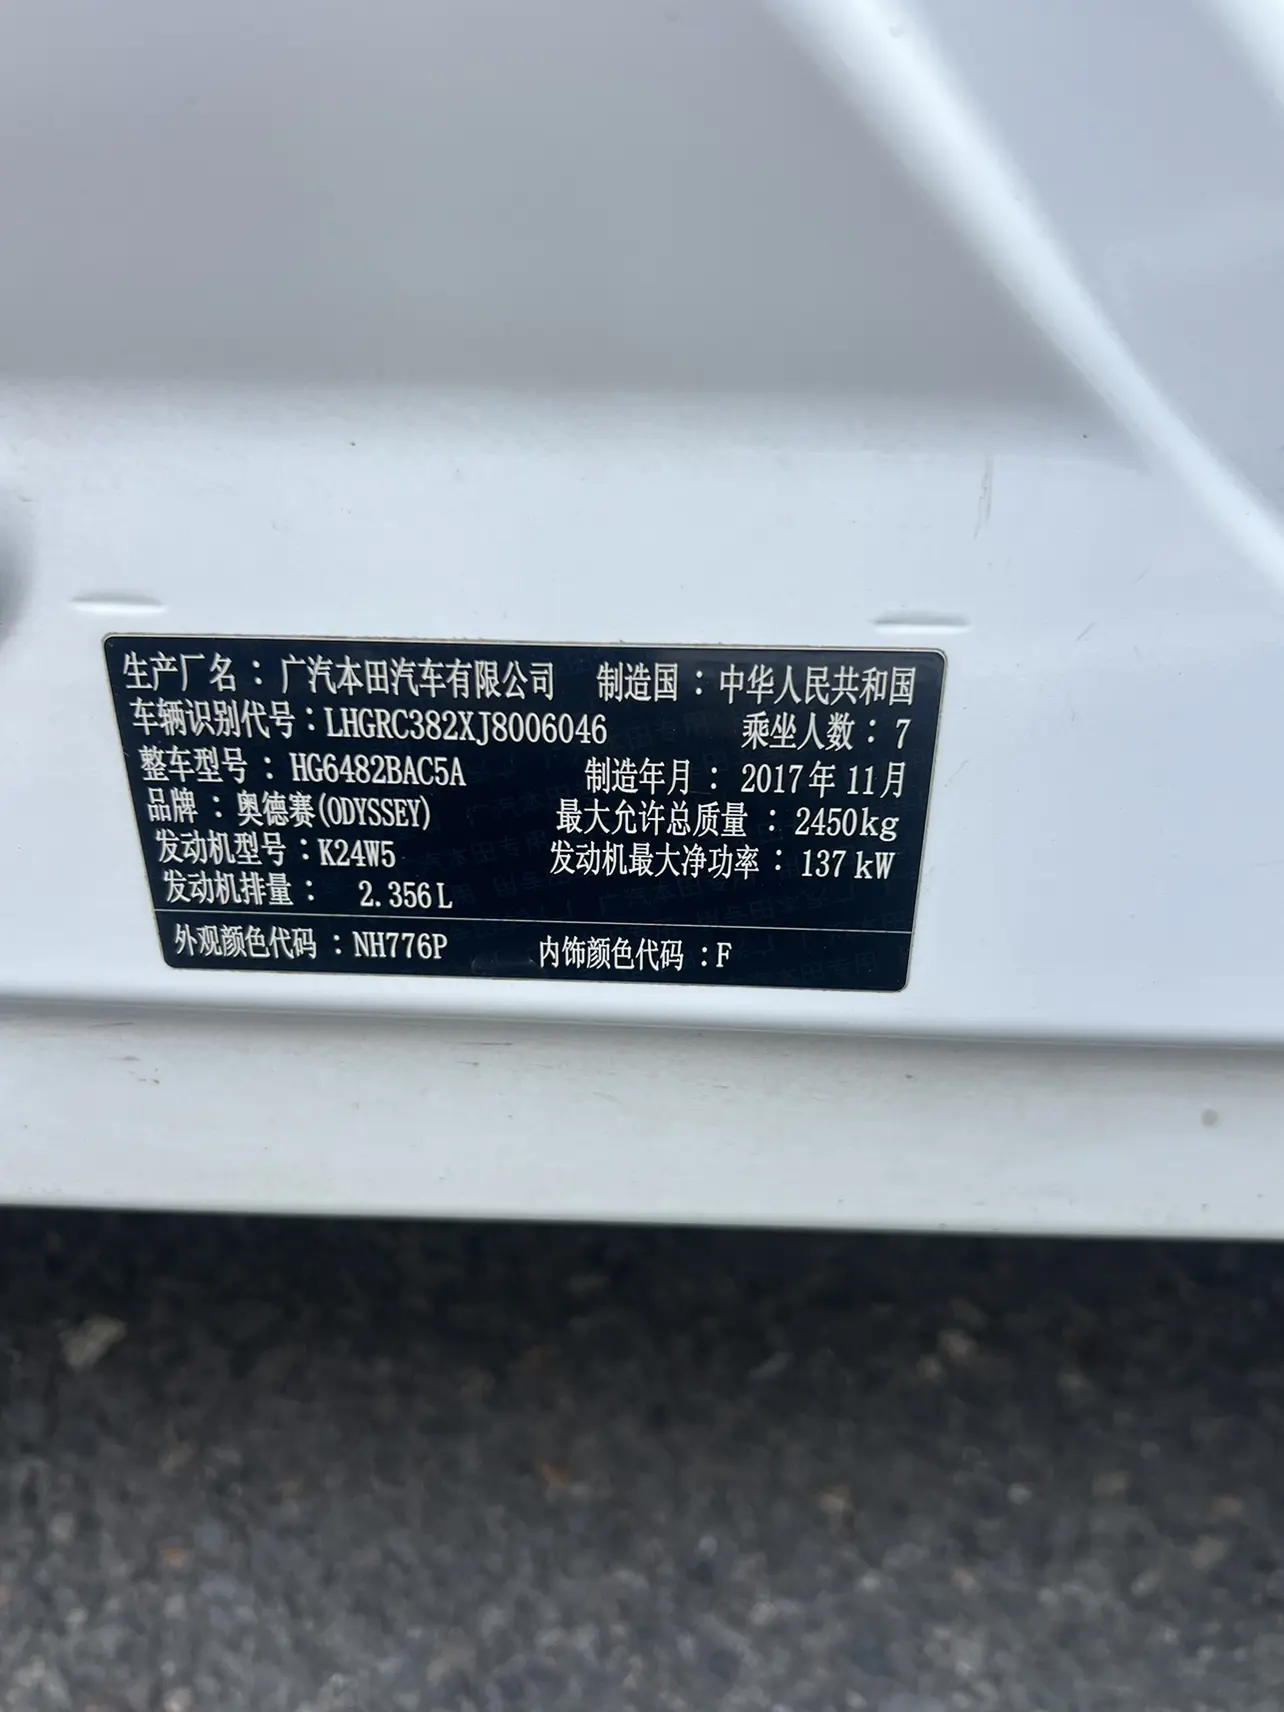 生产厂名：广汽本田汽车有限公司 制造国：中华人民共和国
车辆识别代号：LHGRC382XJ8006046 乘坐人数：7
整车型号：HG6482BAC5A 制造年月：2017年11月
品牌：奥德赛(ODYSSEY) 最大允许总质量：2450kg
发动机型号：K24W5 发动机最大净功率：137kW
发动机排量：2.356L
外观颜色代码：NH776P 内饰颜色代码：F